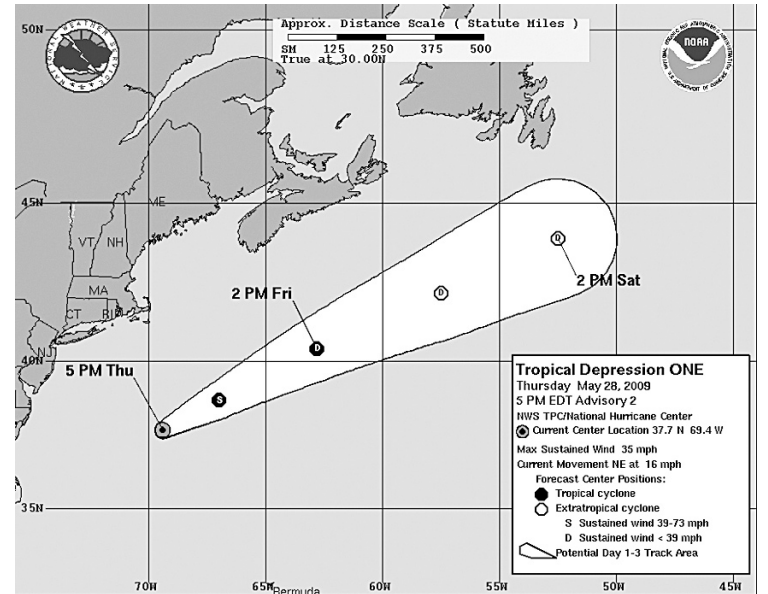 50N
Approx. Distance Scale ( Statute Miles )
SM 125 250 375 500
True at 30.00N
NATIONAL WEATHER SERVICE
NOAA
45N
ME
VT NH
MA
CT RI
NJ
40N
35N
2 PM Fri
2 PM Sat
5 PM Thu
D
D
D
S
Tropical Depression ONE
Thursday May 28, 2009
5 PM EDT Advisory 2
NWS TPC/National Hurricane Center
Current Center Location 37.7 N 69.4 W
Max Sustained Wind 35 mph
Current Movement NE at 16 mph
Forecast Center Positions:
Tropical cyclone
Extratropical cyclone
S Sustained wind 39-73 mph
D Sustained wind < 39 mph
Potential Day 1-3 Track Area
70W 65W 60W 55W 50W 45W
Bermuda